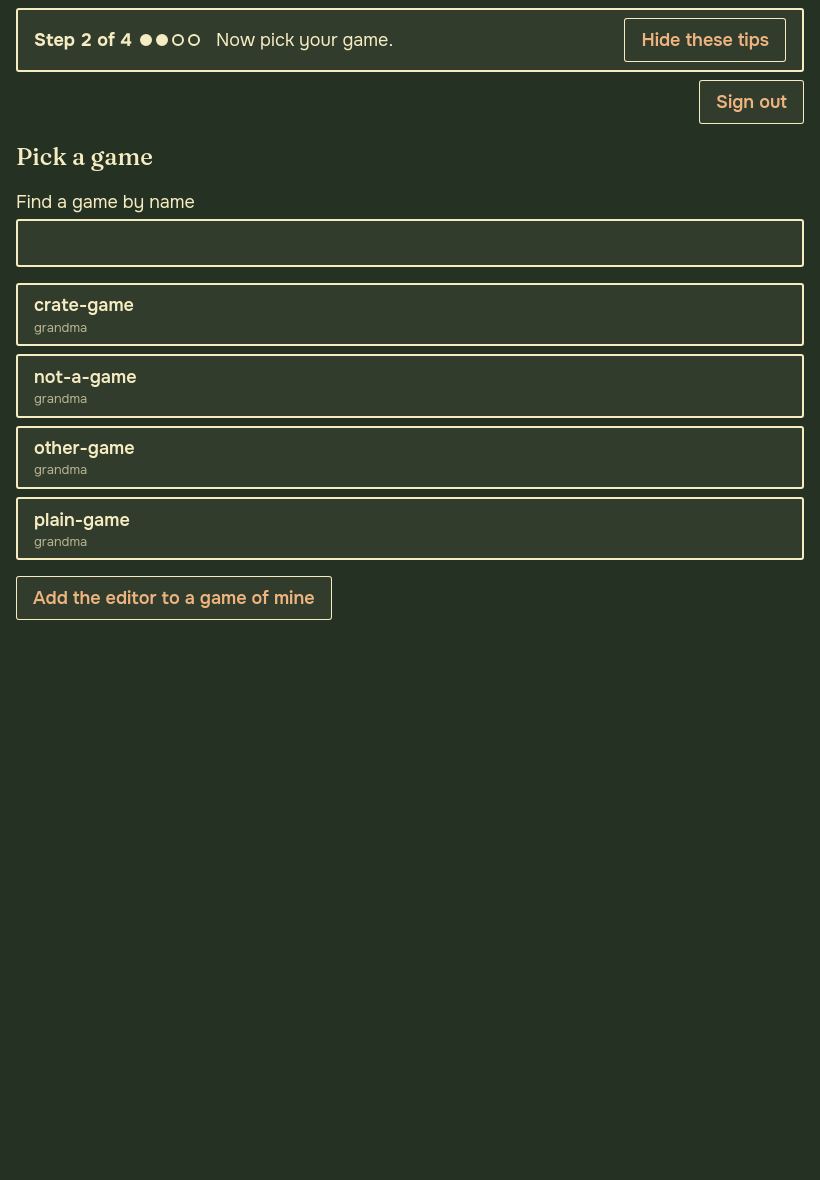 Step 2 of 4 Now pick your game. Hide these tips
Sign out
Pick a game
Find a game by name
crate-game
grandma
not-a-game
grandma
other-game
grandma
plain-game
grandma
Add the editor to a game of mine